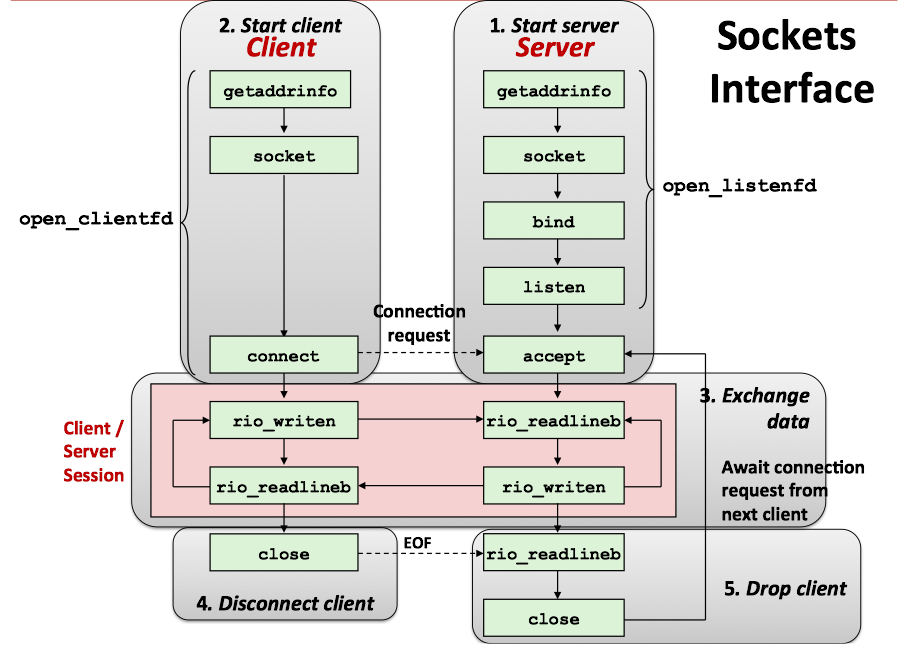 Sockets
Interface
2. Start client
Client
getaddrinfo
socket
open_clientfd
connect
1. Start server
Server
getaddrinfo
socket
bind
listen
open_listenfd
Connection
request
accept
3. Exchange
data
Client /
Server
Session
rio_writen
rio_readlineb
rio_readlineb
rio_writen
Await connection
request from
next client
close
EOF
rio_readlineb
4. Disconnect client
5. Drop client
close